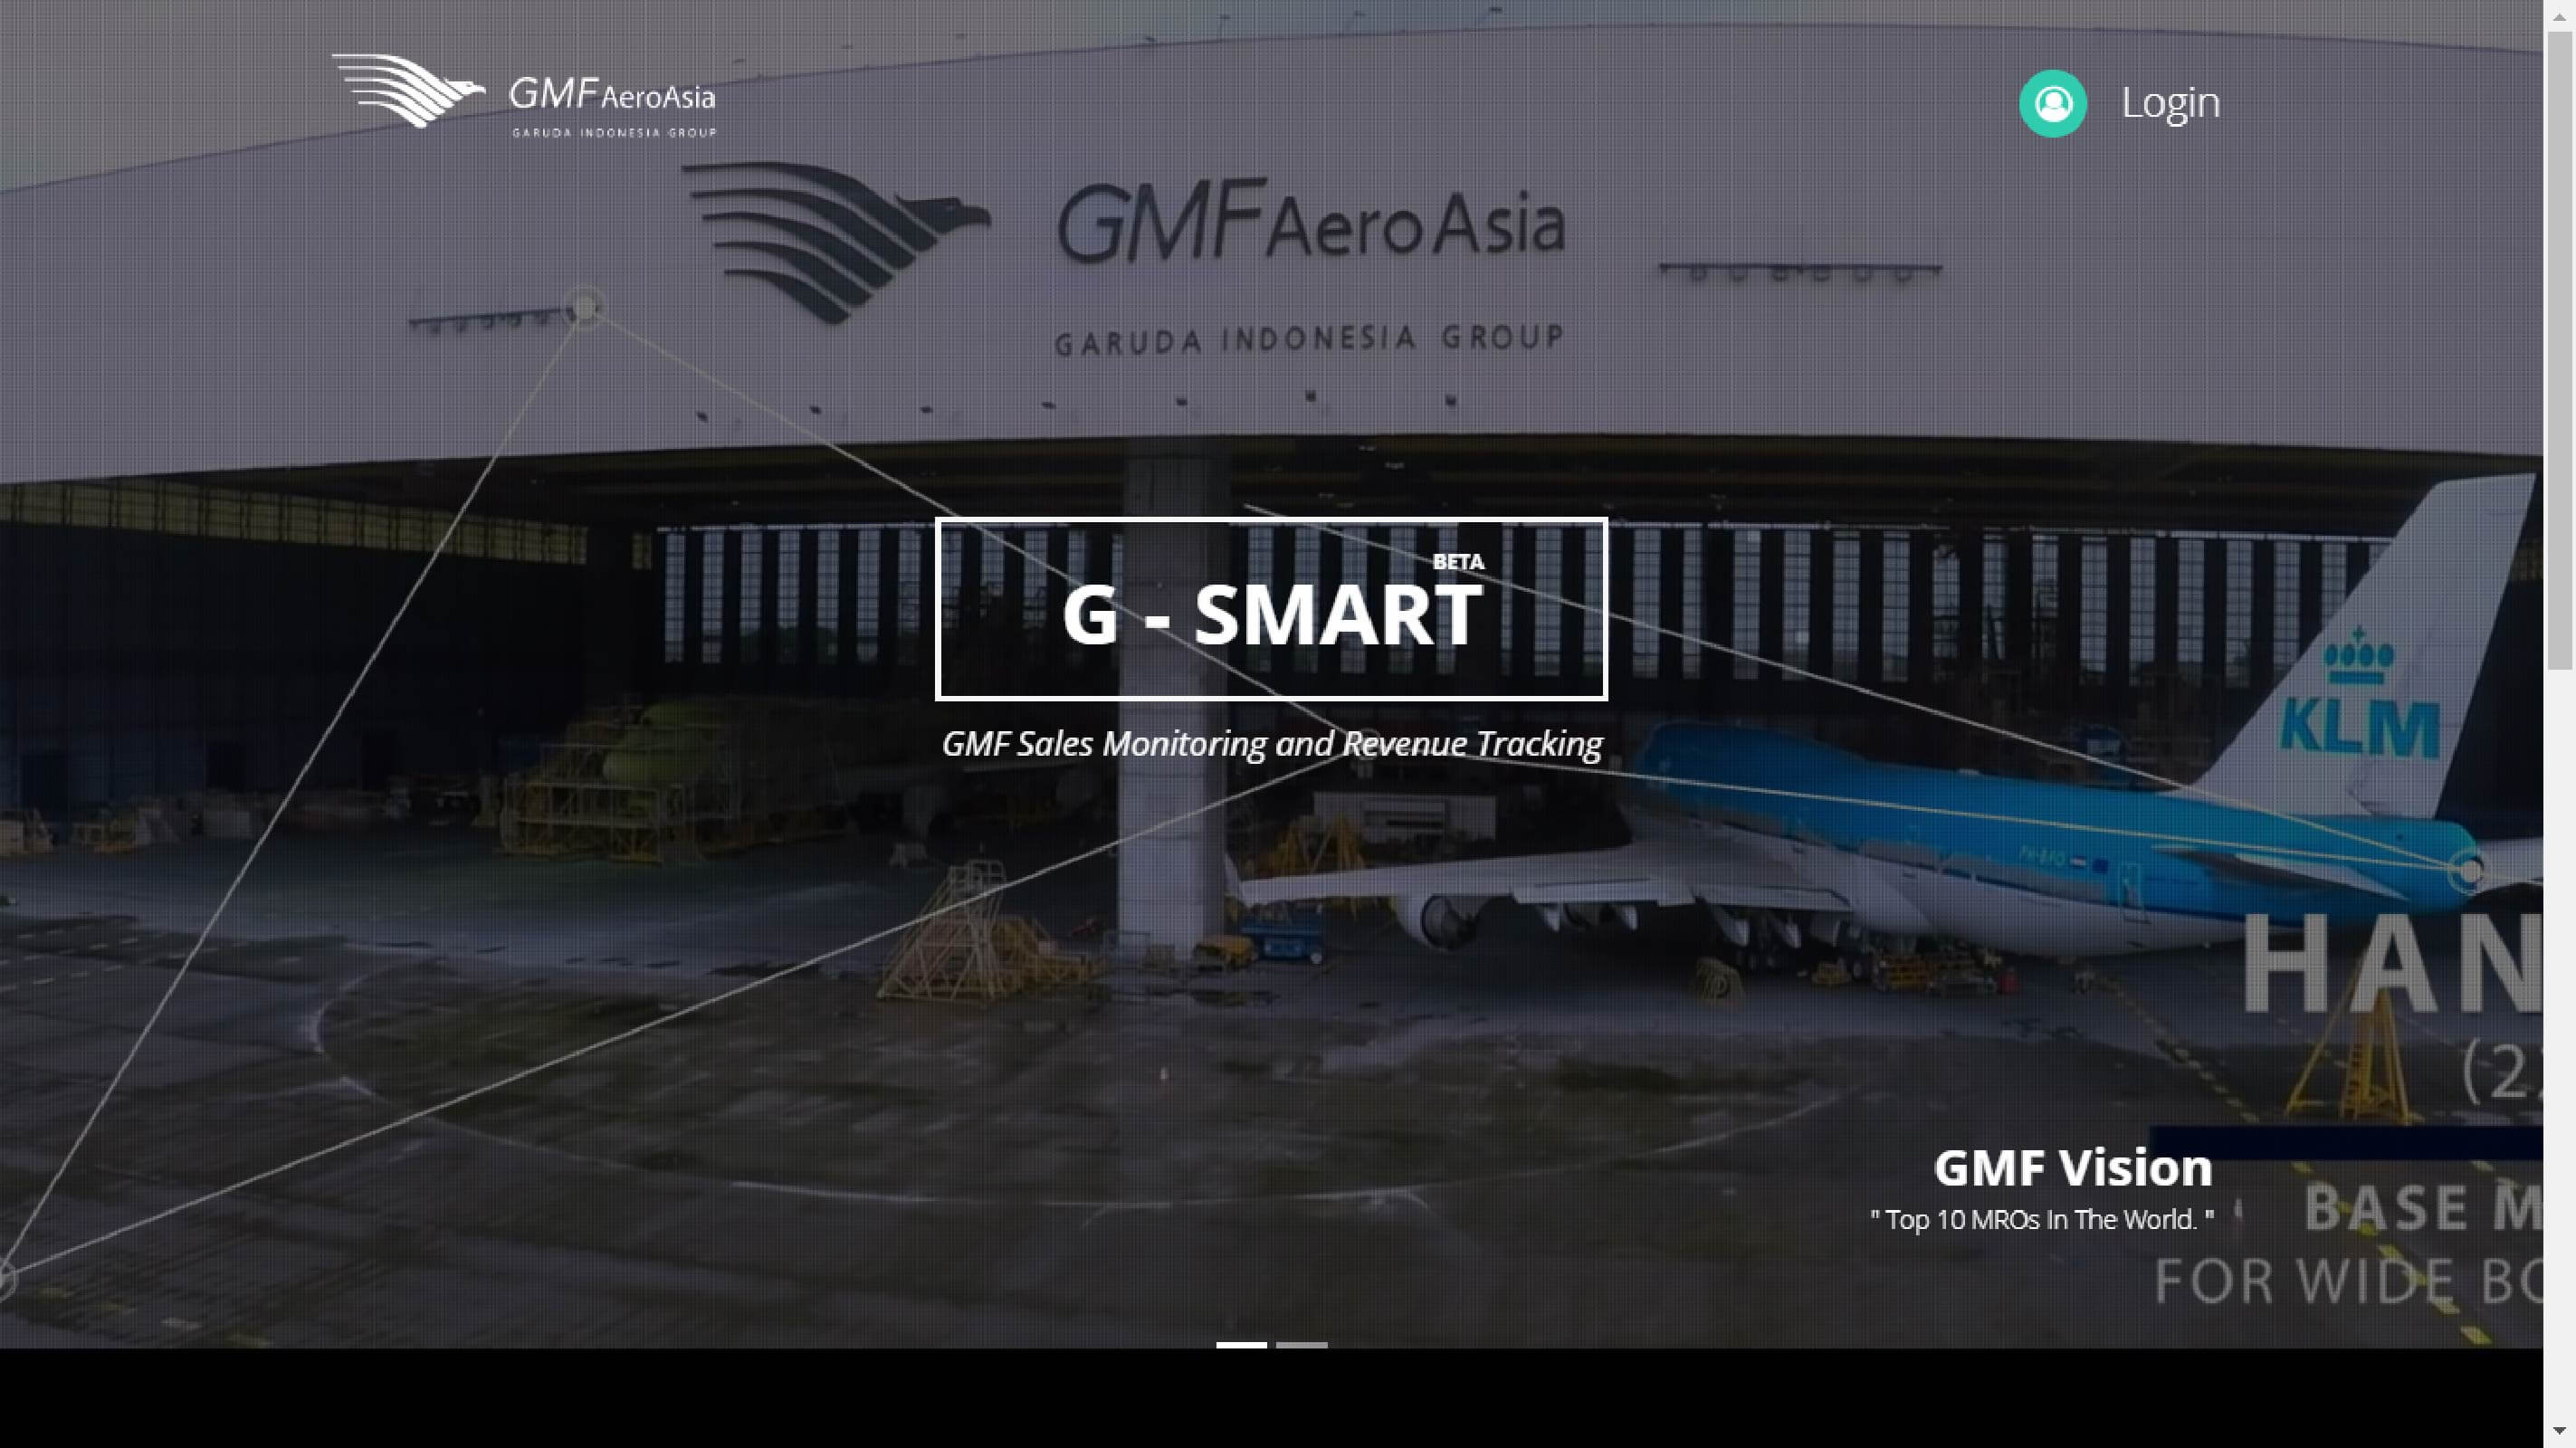 GMF AeroAsia
GARUDA INDONESIA GROUP
Login
GMF AeroAsia
GARUDA INDONESIA GROUP
BETA
G - SMART
GMF Sales Monitoring and Revenue Tracking
KLM
HAN
(2
GMF Vision
" Top 10 MROs In The World. "
BASE M
FOR WIDE BO